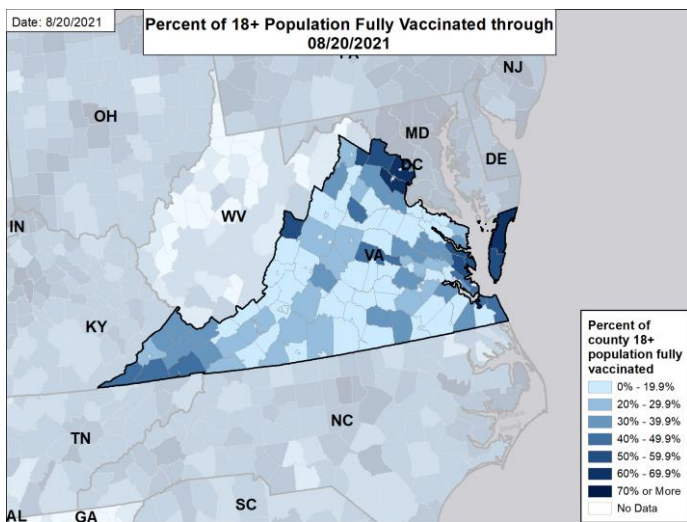 Date: 8/20/2021
Percent of 18+ Population Fully Vaccinated through
08/20/2021
PA
NJ
OH
MD
DC
DE
IN
WV
VA
KY
TN
NC
AL
GA
SC
Percent of
county 18+
population fully
vaccinated
0% - 19.9%
20% - 29.9%
30% - 39.9%
40% - 49.9%
50% - 59.9%
60% - 69.9%
70% or More
No Data